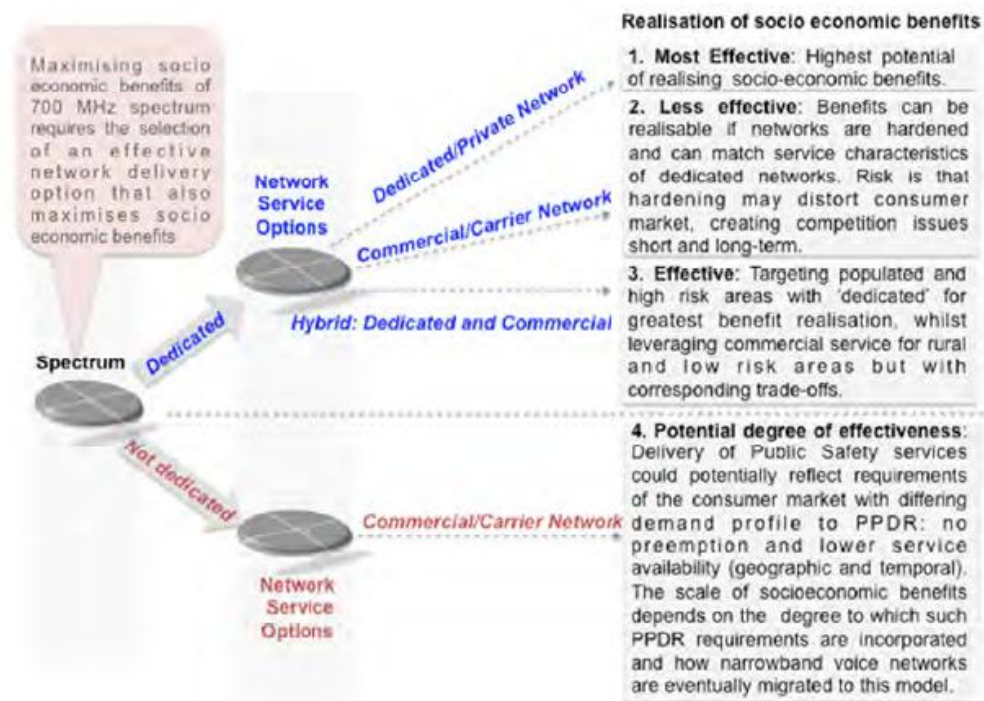 Realisation of socio economic benefits
Maximising socio
economic benefits of
700 MHz spectrum
requires the selection
of an effective
network delivery
option that also
maximises socio
economic benefits
Spectrum
Dedicated
Network
Service
Options
Dedicated/Private Network
1. Most Effective: Highest potential
of realising socio-economic benefits.
Commercial/Carrier Network
2. Less effective: Benefits can be
realisable if networks are hardened
and can match service characteristics
of dedicated networks. Risk is that
hardening may distort consumer
market, creating competition issues
short and long-term.
Hybrid: Dedicated and Commercial
3. Effective: Targeting populated and
high risk areas with 'dedicated' for
greatest benefit realisation, whilst
leveraging commercial service for rural
and low risk areas but with
corresponding trade-offs.
Not dedicated
Network
Service
Options
Commercial/Carrier Network
4. Potential degree of effectiveness:
Delivery of Public Safety services
could potentially reflect requirements
of the consumer market with differing
demand profile to PPDR: no
preemption and lower service
availability (geographic and temporal).
The scale of socioeconomic benefits
depends on the degree to which such
PPDR requirements are incorporated
and how narrowband voice networks
are eventually migrated to this model.